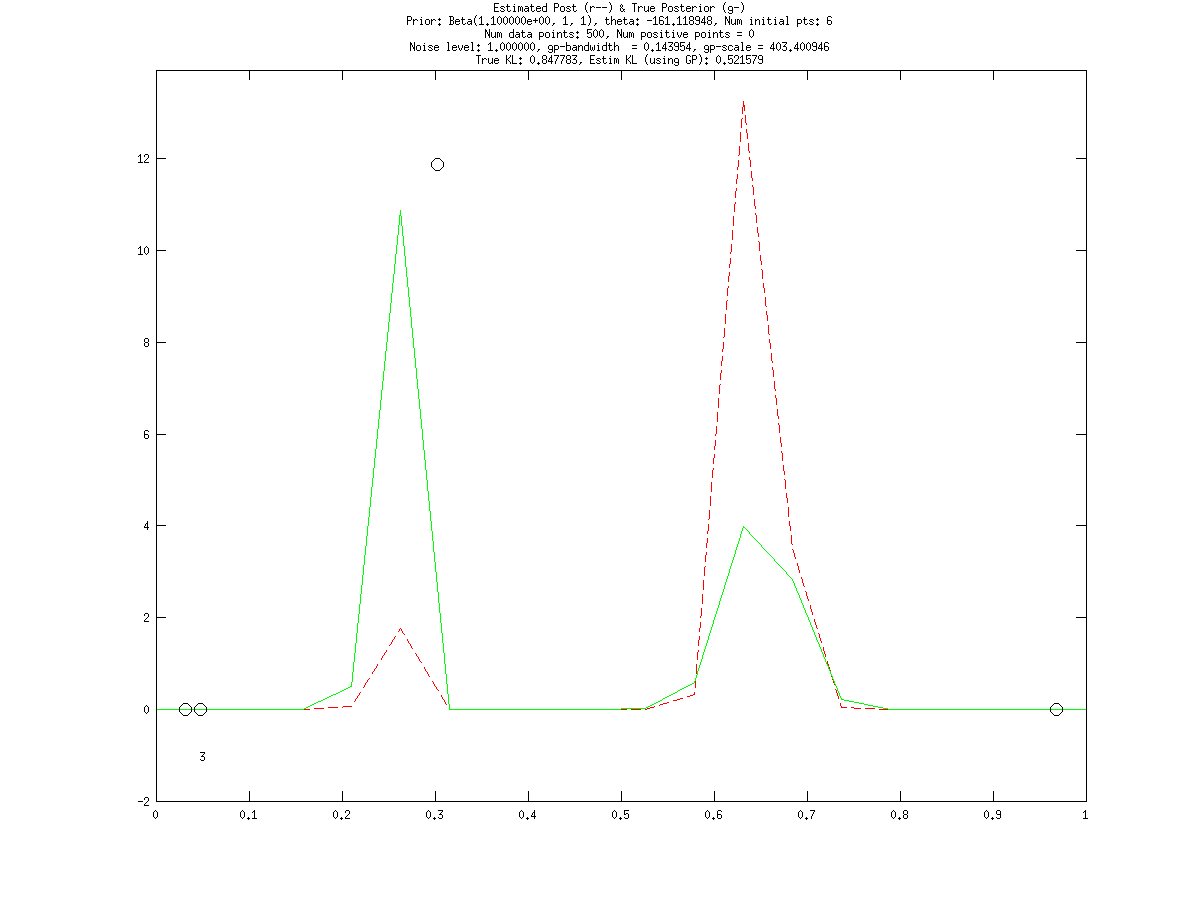 Estimated Post (r--) & True Posterior (g-)
Prior: Beta(1.100000e+00, 1, 1), theta: -161.118948, Num initial pts: 6
Num data points: 500, Num positive points = 0
Noise level: 1.000000, gp-bandwidth  = 0.143954, gp-scale = 403.400946
True KL: 0.847783, Estim KL (using GP): 0.521579
12
10
8
6
4
2
0
3
-2
0 0.1 0.2 0.3 0.4 0.5 0.6 0.7 0.8 0.9 1